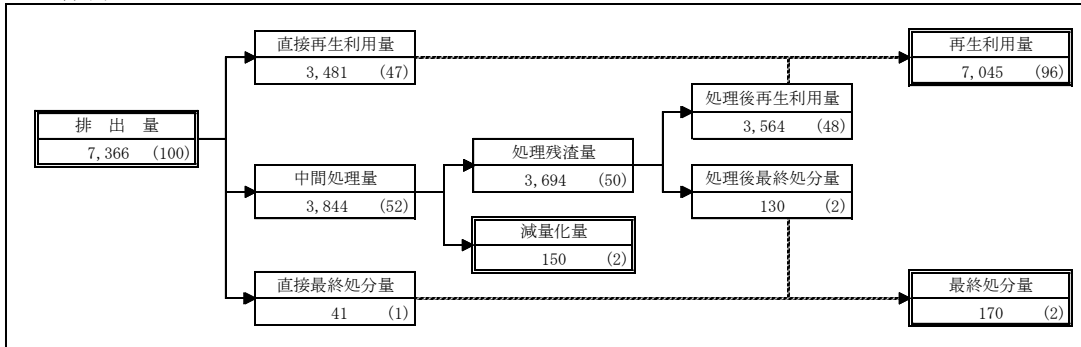 直接再生利用量
3,481 (47)
再生利用量
7,045 (96)
処理後再生利用量
3,564 (48)
排 出 量
7,366 (100)
処理残渣量
3,694 (50)
中間処理量
3,844 (52)
処理後最終処分量
130 (2)
減量化量
150 (2)
直接最終処分量
41 (1)
最終処分量
170 (2)